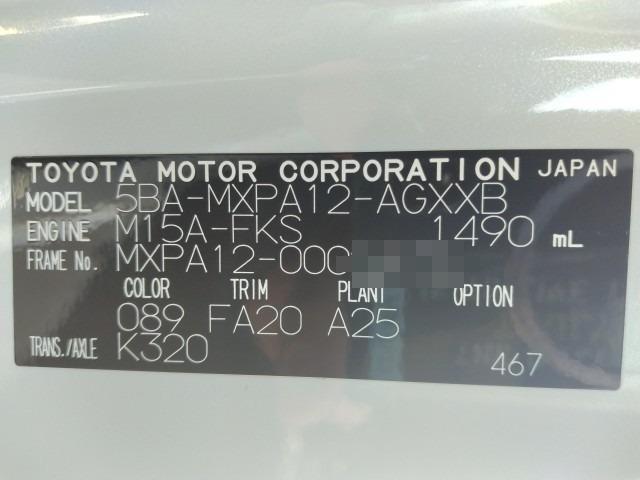 TOYOTA MOTOR CORPORATION JAPAN
MODEL 5BA-MXPA12-AGXXB
ENGINE M15A-FKS 1490 mL
FRAME No. MXPA12-000
COLOR TRIM PLANT OPTION
089 FA20 A25
TRANS./AXLE K320
467